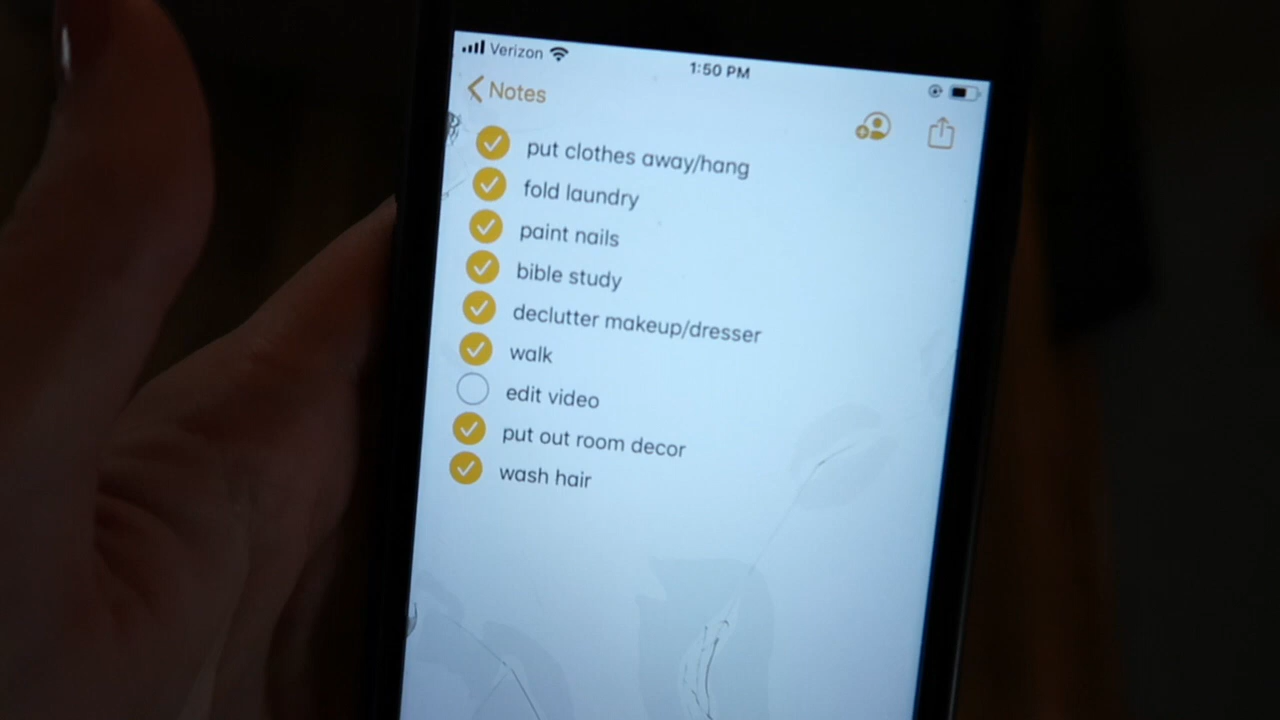 Verizon
1:50 PM
Notes
put clothes away/hang
fold laundry
paint nails
bible study
declutter makeup/dresser
walk
edit video
put out room decor
wash hair